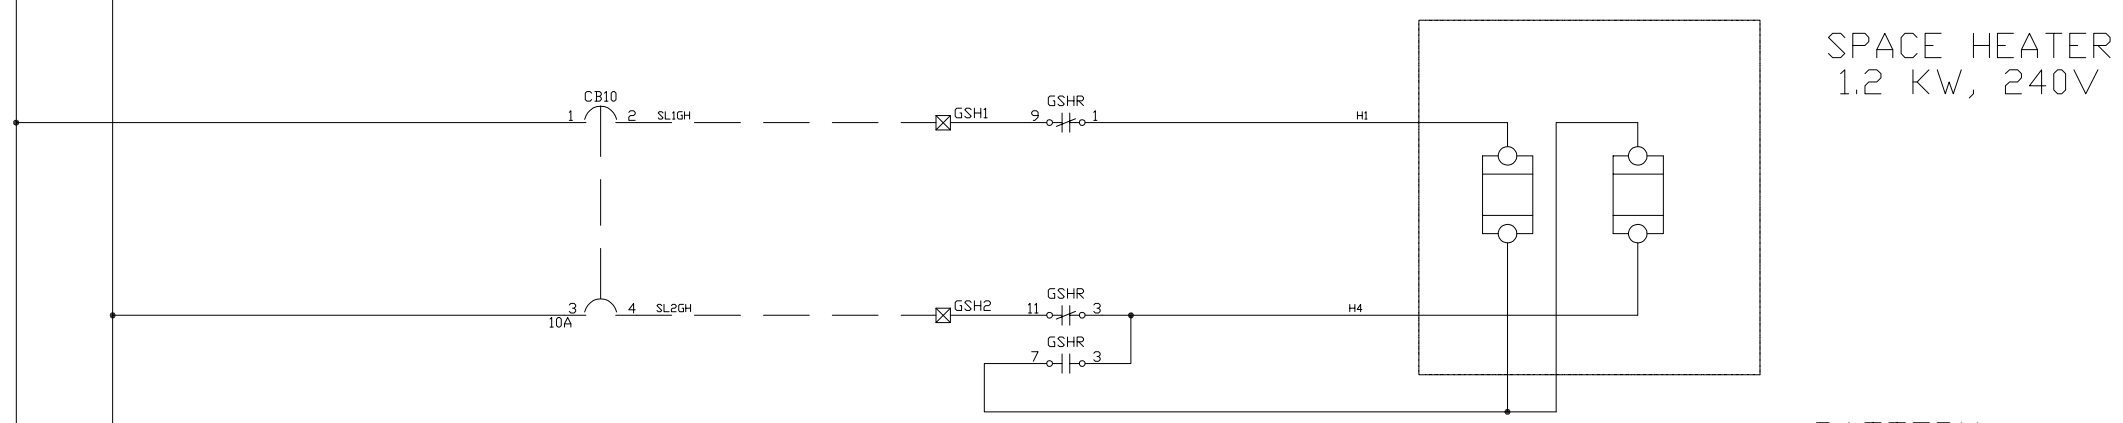 SPACE HEATER
1.2 KW, 240V
CB10
1 2 SL1GH
GSH1
GSHR
9 1
H1
3 4 SL2GH
10A
GSH2
GSHR
11 3
H4
GSHR
7 3